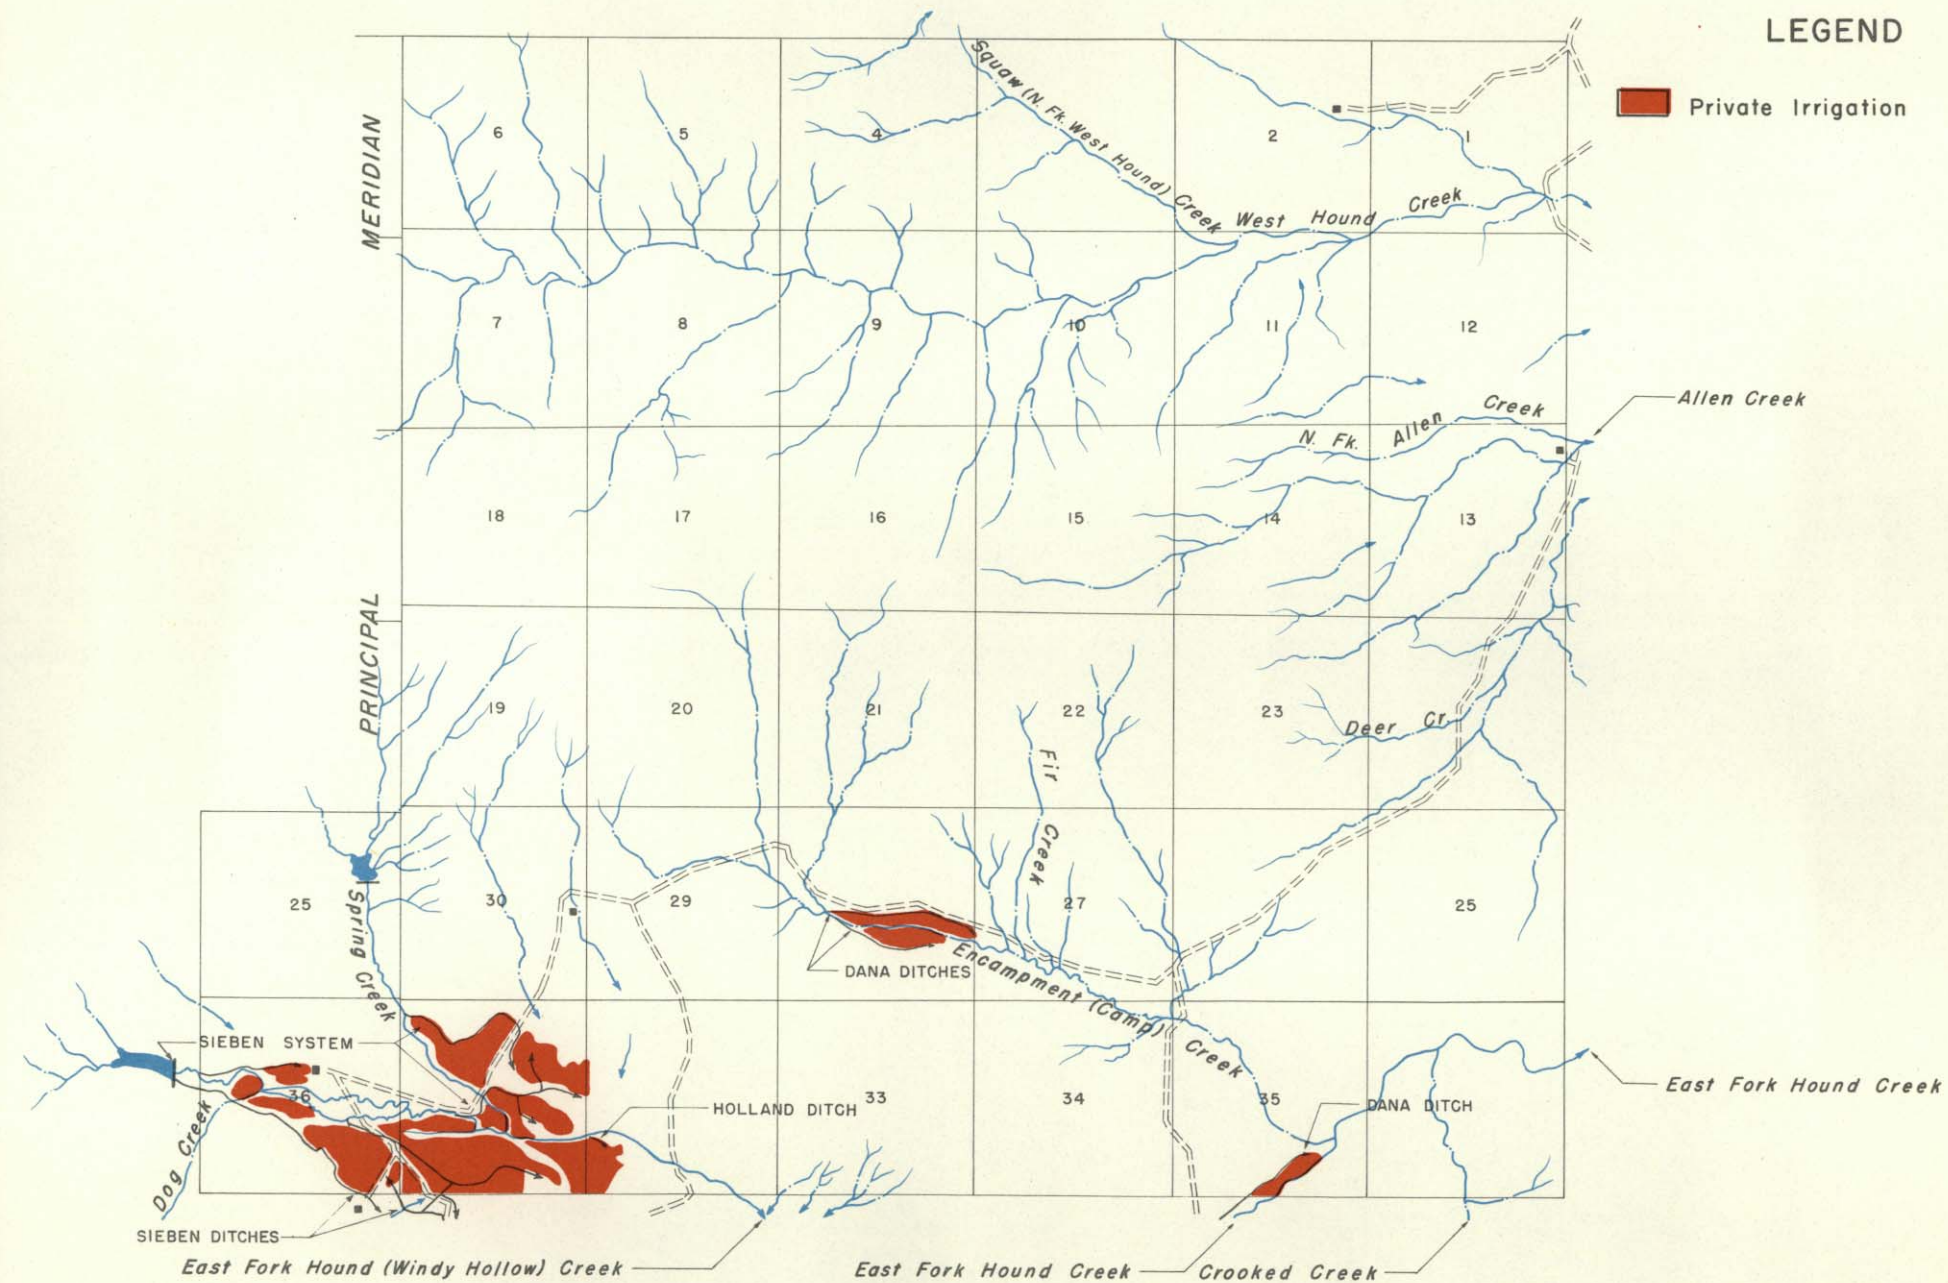 LEGEND
Private Irrigation
MERIDIAN
PRINCIPAL
6
5
4
2
1
Squaw (N. Fk. West Hound) Creek
West Hound Creek
7
8
9
10
11
12
Allen Creek
N. Fk. Allen Creek
18
17
16
15
14
13
19
20
21
22
23
Deer Cr.
Fir Creek
25
30
29
27
25
Spring Creek
DANA DITCHES
Encampment (Camp) Creek
SIEBEN SYSTEM
36
33
34
35
HOLLAND DITCH
DANA DITCH
East Fork Hound Creek
Dog Creek
SIEBEN DITCHES
East Fork Hound (Windy Hollow) Creek
East Fork Hound Creek
Crooked Creek